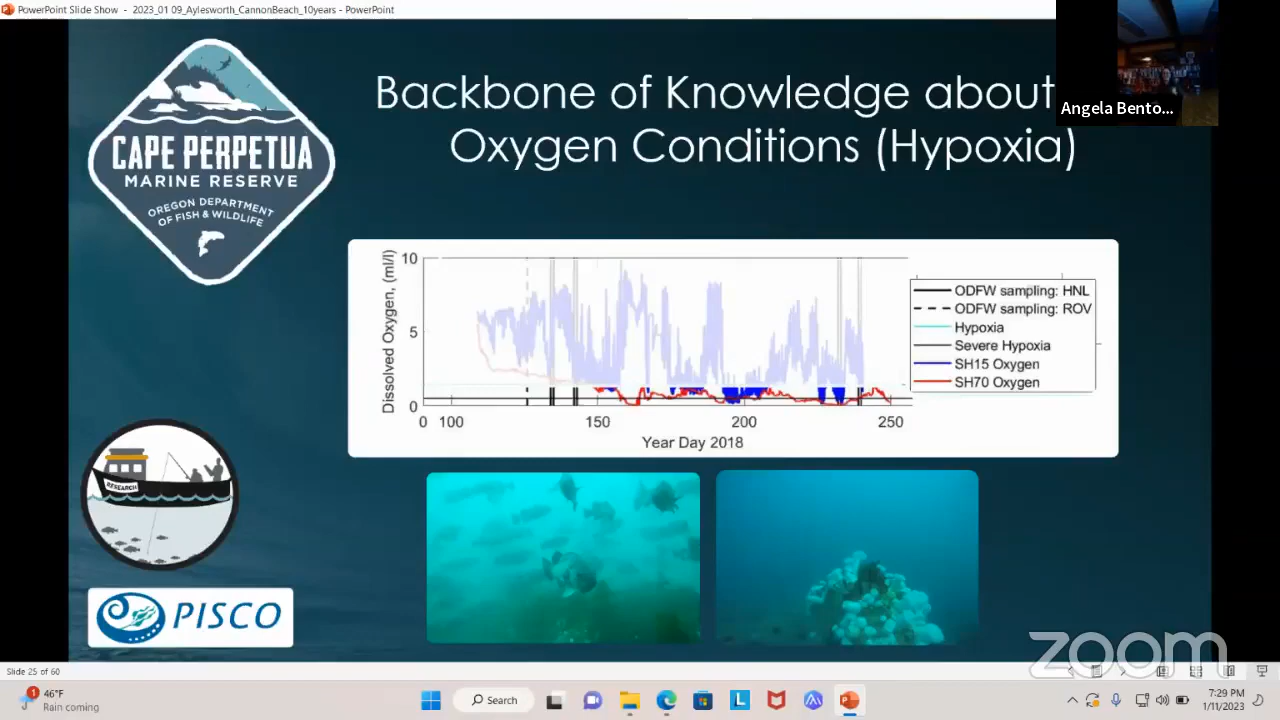 PowerPoint Slide Show - 2023_01 09_Aylesworth_CannonBeach_10years - PowerPoint
Angela Bento...
Backbone of Knowledge about
Oxygen Conditions (Hypoxia)
CAPE PERPETUA
MARINE RESERVE
OREGON DEPARTMENT
OF FISH & WILDLIFE
Dissolved Oxygen, (ml/l)
10
5
0
0 100 150 200 250
Year Day 2018
ODFW sampling: HNL
ODFW sampling: ROV
Hypoxia
Severe Hypoxia
SH15 Oxygen
SH70 Oxygen
RESEARCH
PISCO
zoom
Slide 25 of 60
1
46°F
Rain coming
Search
L
7:29 PM
1/11/2023